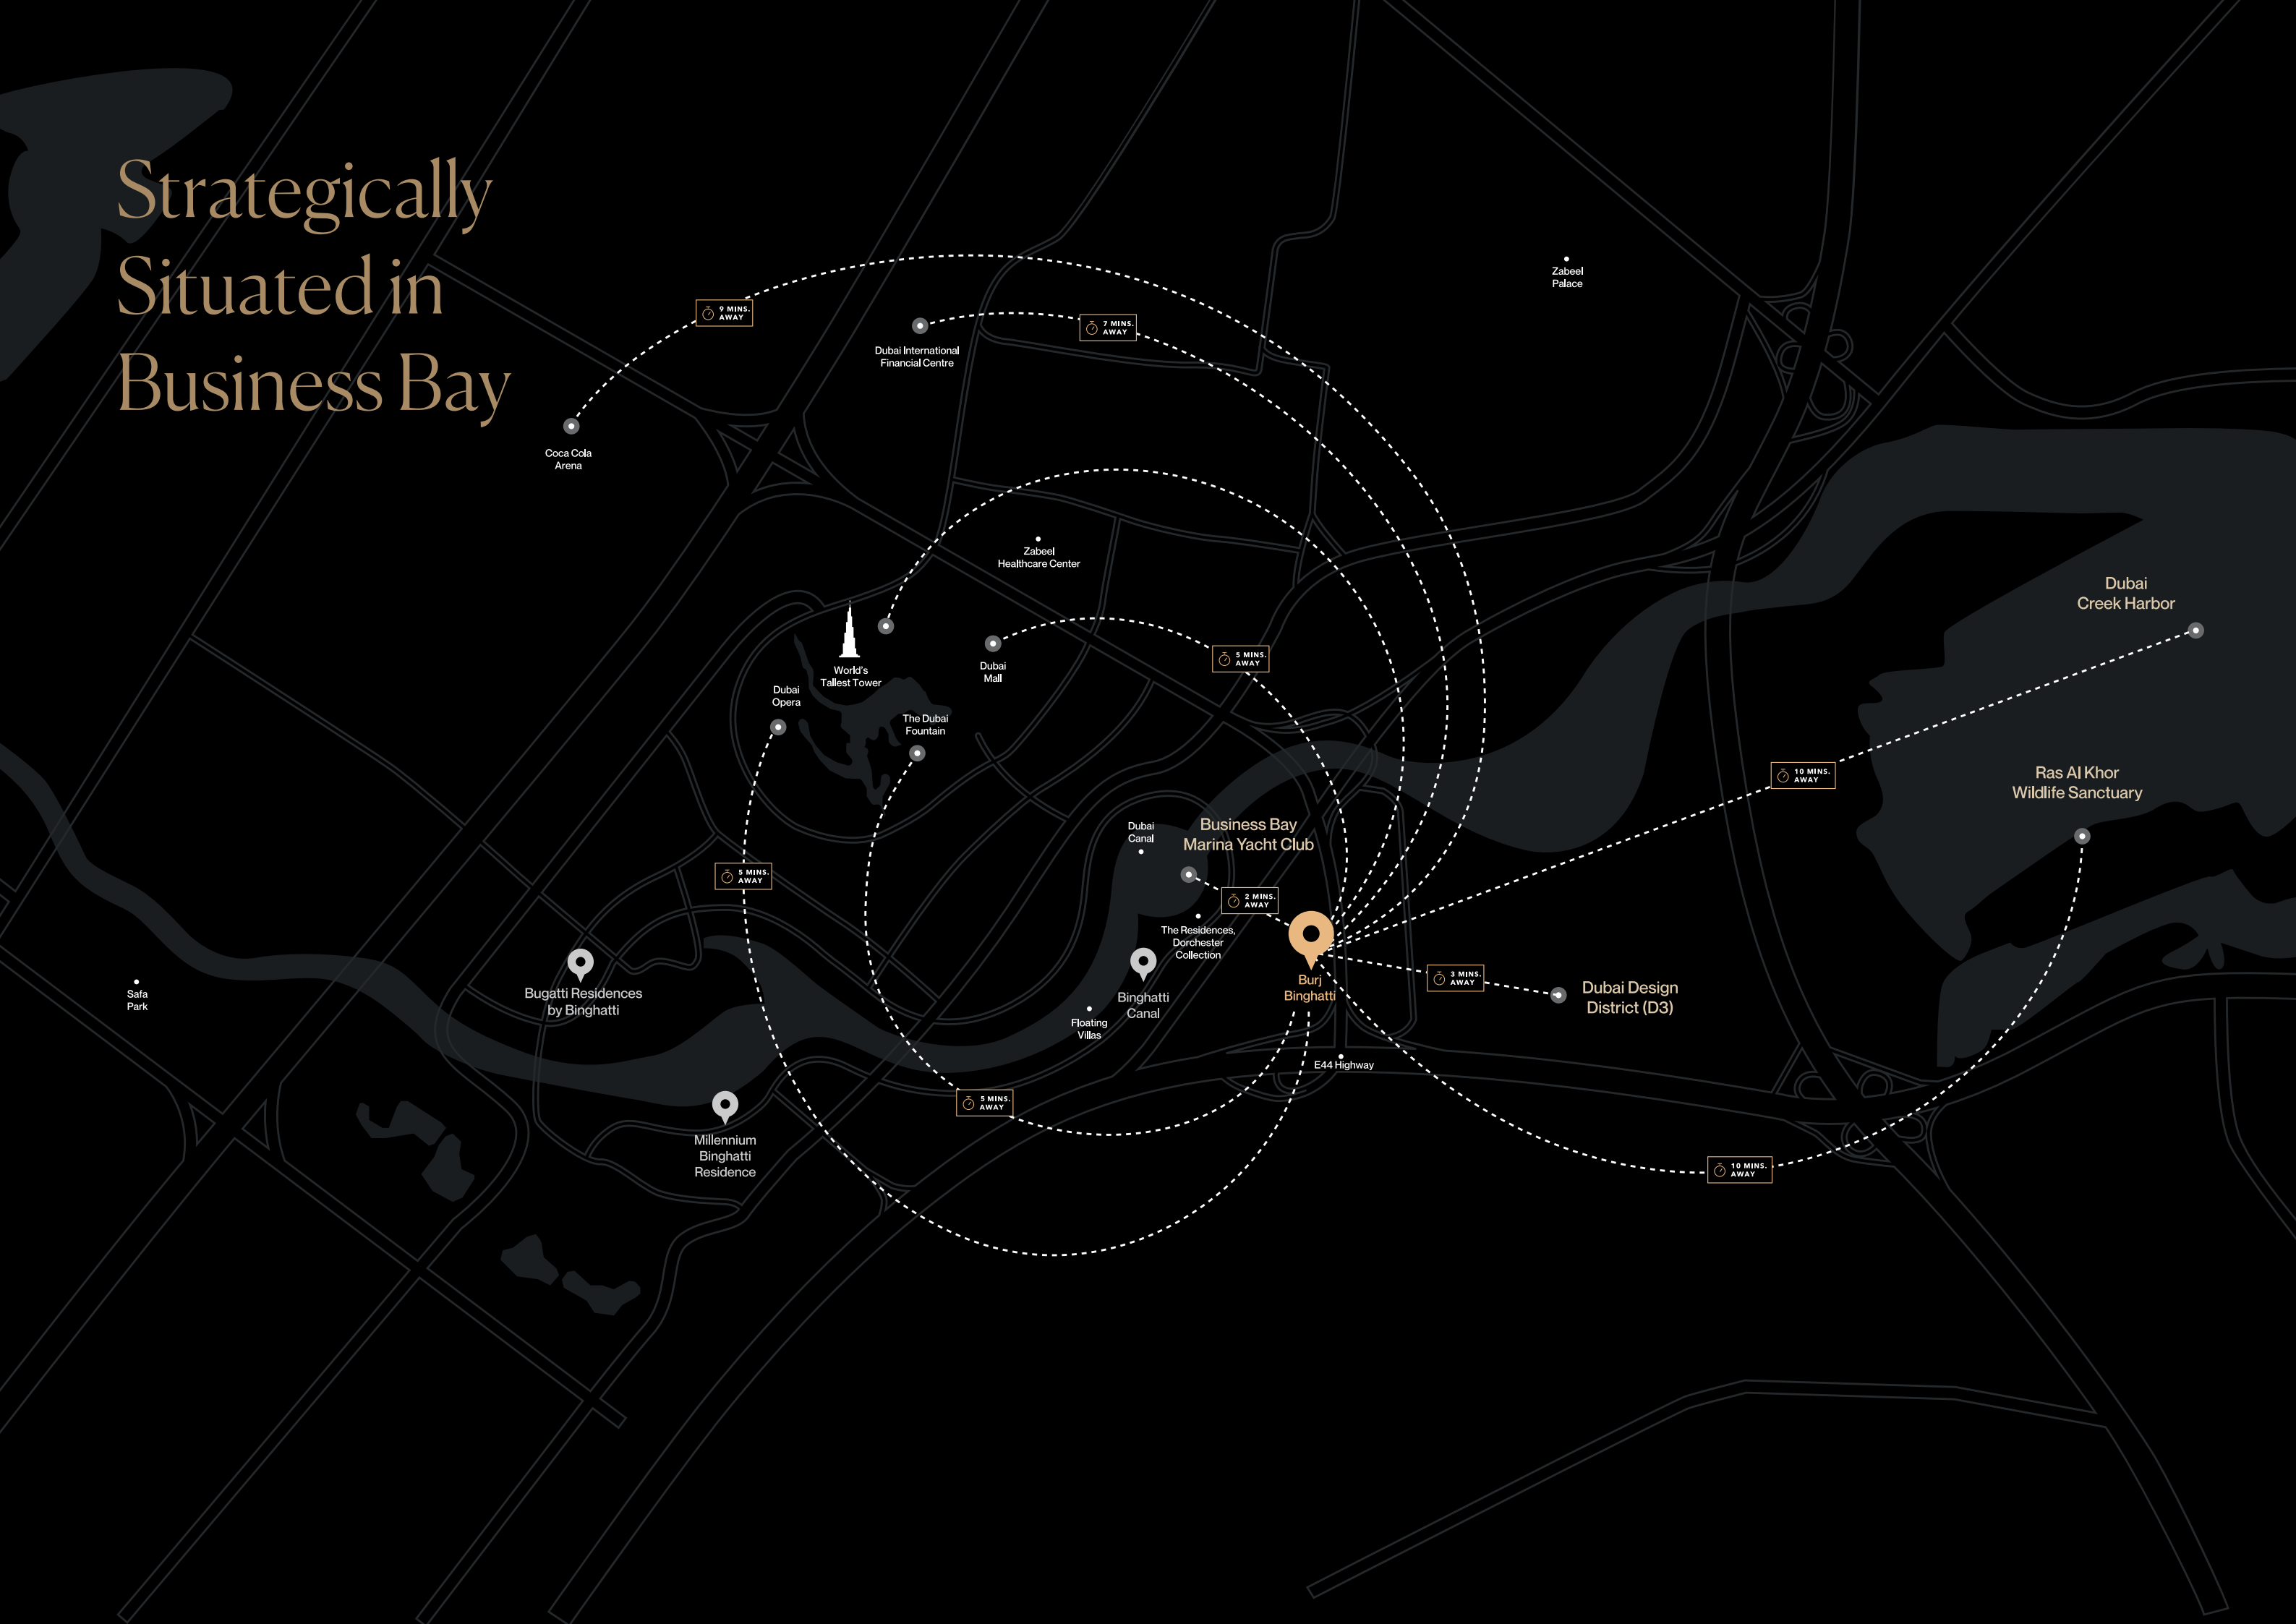 Strategically
Situated in
Business Bay
Zabeel
Palace
9 MINS.
AWAY
7 MINS.
AWAY
Dubai International
Financial Centre
Coca Cola
Arena
Zabeel
Healthcare Center
Dubai
Creek Harbor
World's
Tallest Tower
Dubai
Mall
5 MINS.
AWAY
Dubai
Opera
The Dubai
Fountain
10 MINS.
AWAY
Ras Al Khor
Wildlife Sanctuary
Dubai
Canal
Business Bay
Marina Yacht Club
5 MINS.
AWAY
2 MINS.
AWAY
The Residences,
Dorchester
Collection
Safa
Park
Bugatti Residences
by Binghatti
Binghatti
Canal
Burj
Binghatti
3 MINS.
AWAY
Dubai Design
District (D3)
Floating
Villas
E44 Highway
5 MINS.
AWAY
Millennium
Binghatti
Residence
10 MINS.
AWAY